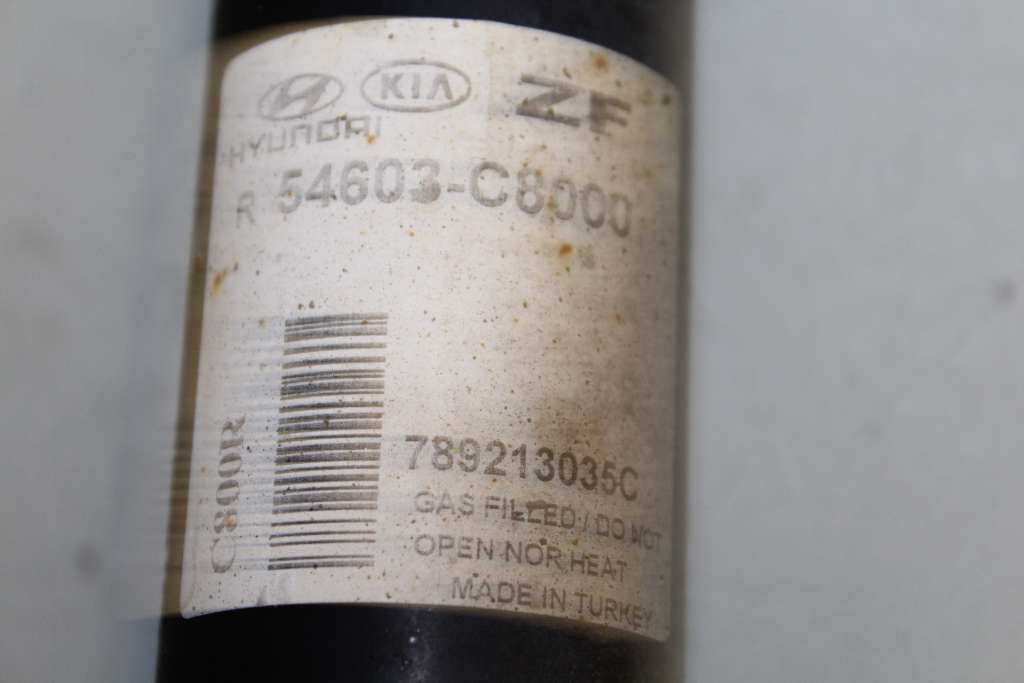 HYUNDAI KIA ZF
R 54603-C8000
C800R
789213035C
GAS FILLED / DO NOT
OPEN NOR HEAT
MADE IN TURKEY